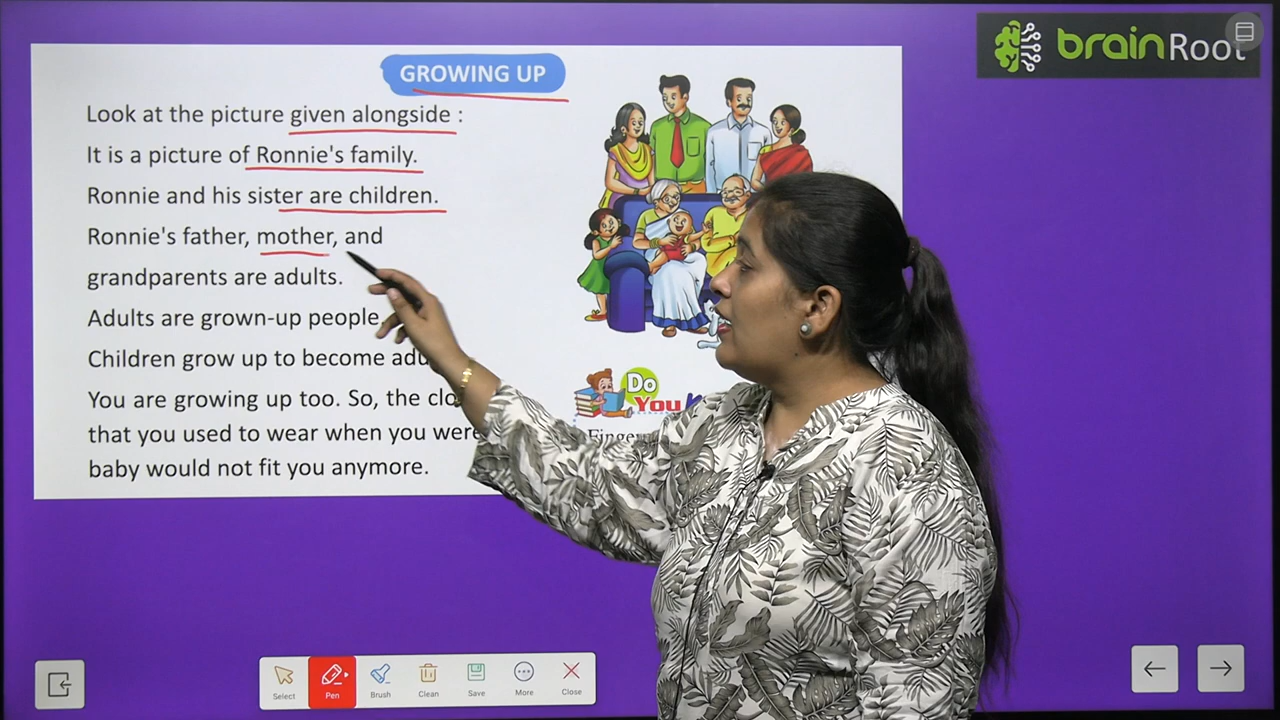 brainRoot
GROWING UP
Look at the picture given alongside :
It is a picture of Ronnie's family.
Ronnie and his sister are children.
Ronnie's father, mother, and
grandparents are adults.
Adults are grown-up people
Children grow up to become
You are growing up too. So, the
that you used to wear when you were
baby would not fit you anymore.
Do
You
Select Pen Brush Clean Save More Close